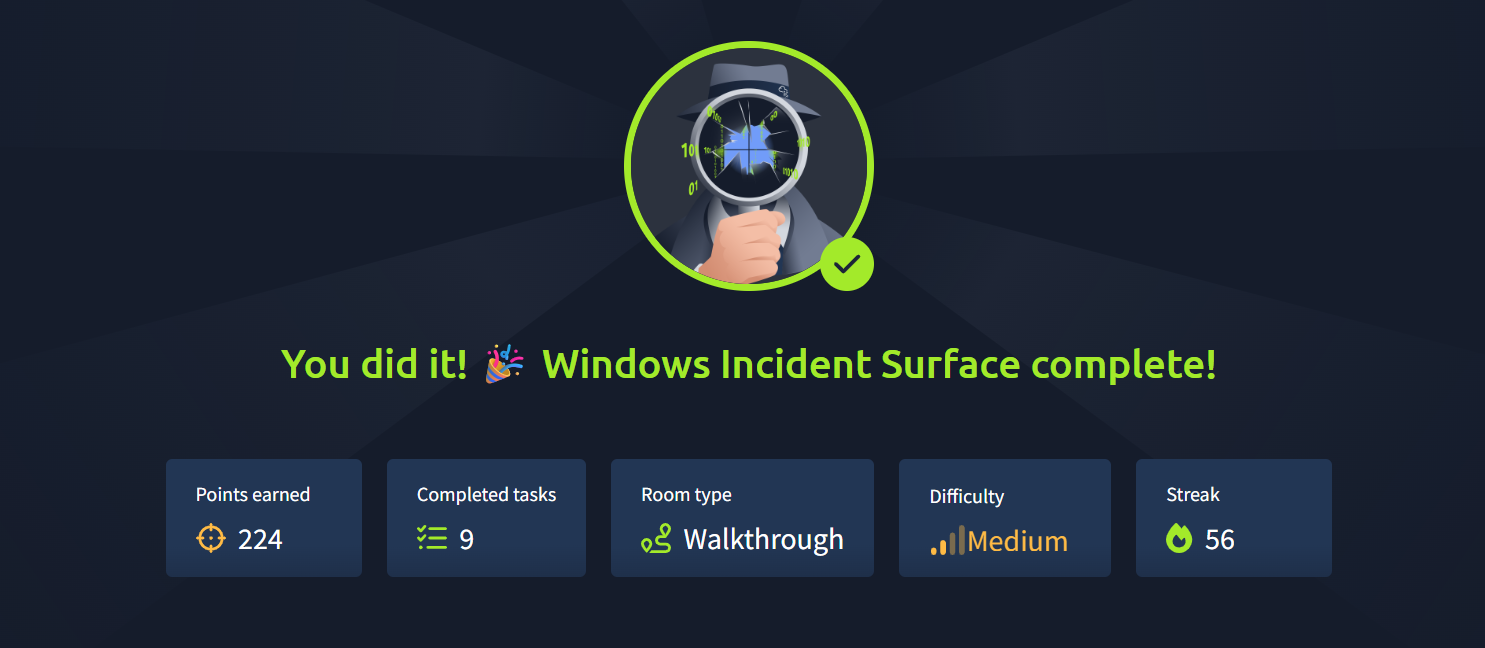 You did it! 🎉 Windows Incident Surface complete!
Points earned
224
Completed tasks
9
Room type
Walkthrough
Difficulty
Medium
Streak
56